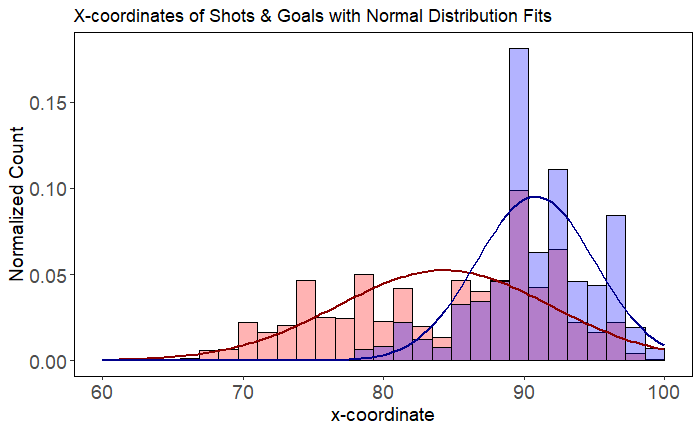 X-coordinates of Shots & Goals with Normal Distribution Fits
Normalized Count
0.15
0.10
0.05
0.00
60 70 80 90 100
x-coordinate